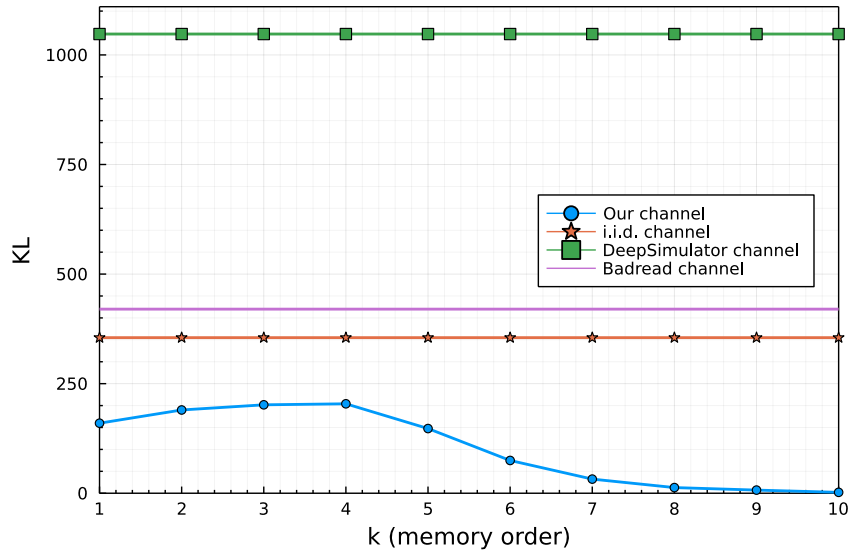 1000
750
500
250
0
KL
Our channel
i.i.d. channel
DeepSimulator channel
Badread channel
1 2 3 4 5 6 7 8 9 10
k (memory order)